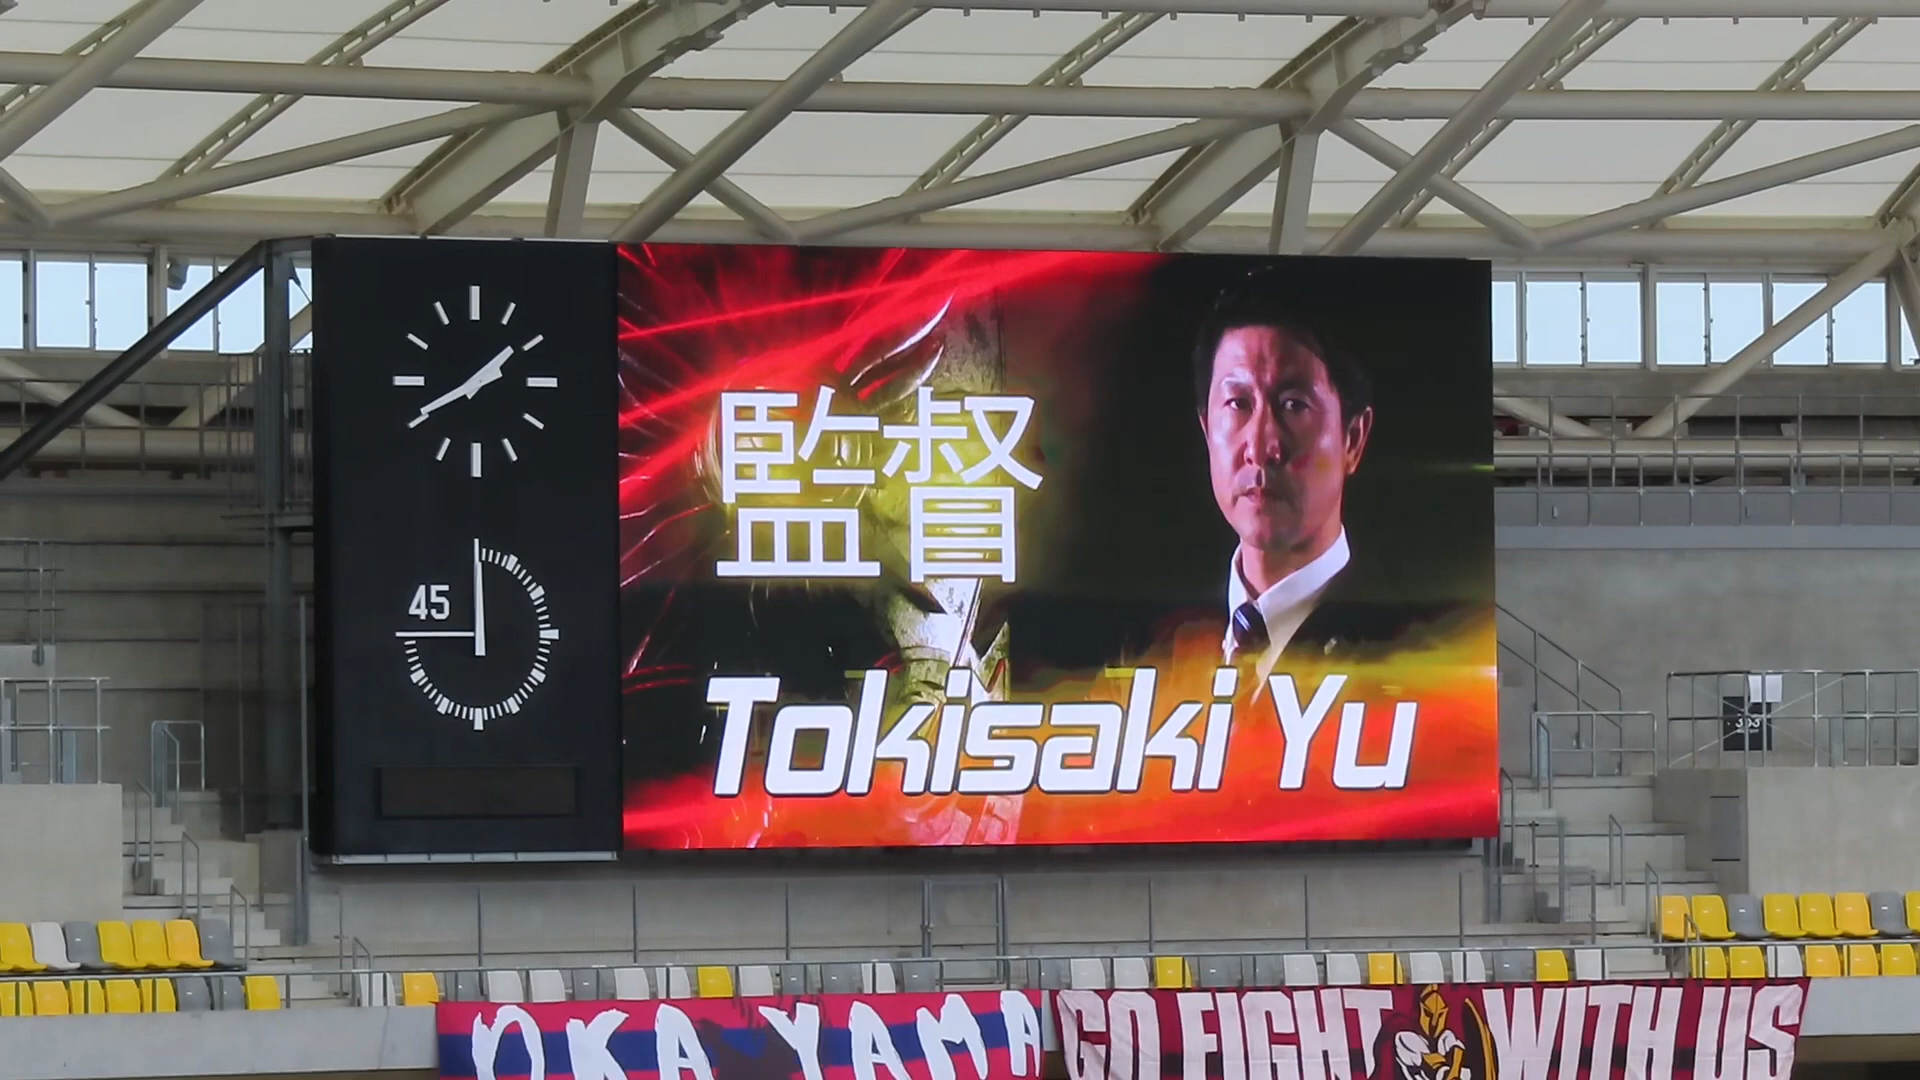 監督
Tokisaki Yu
45
OKAYAMA
GO FIGHT WITH US